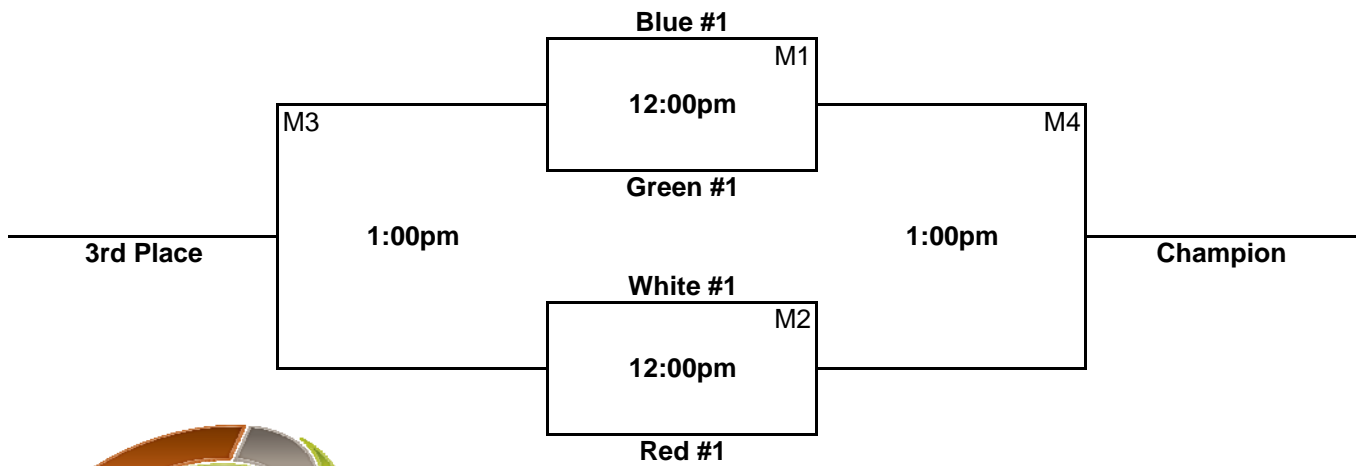 Blue #1
M1
12:00pm
M3
M4
Green #1
1:00pm
1:00pm
3rd Place
Champion
White #1
M2
12:00pm
Red #1